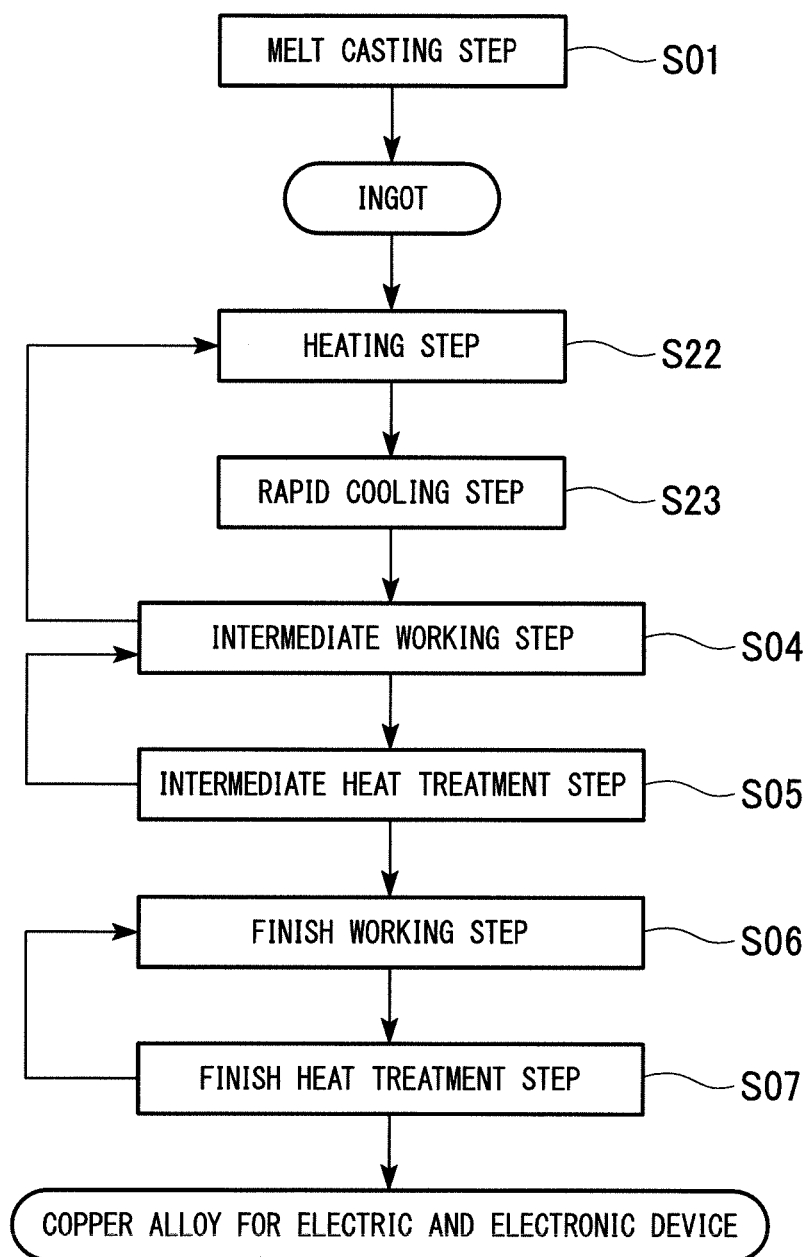 MELT CASTING STEP
S01
INGOT
HEATING STEP
S22
RAPID COOLING STEP
S23
INTERMEDIATE WORKING STEP
S04
INTERMEDIATE HEAT TREATMENT STEP
S05
FINISH WORKING STEP
S06
FINISH HEAT TREATMENT STEP
S07
COPPER ALLOY FOR ELECTRIC AND ELECTRONIC DEVICE